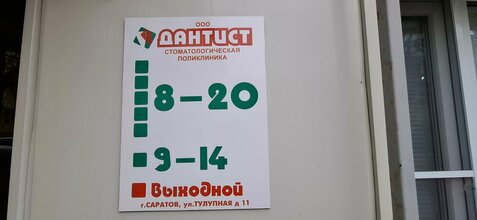 ООО
ДАНТИСТ
СТОМАТОЛОГИЧЕСКАЯ
ПОЛИКЛИНИКА
8-20
9-14
ВЫХОДНОЙ
г.САРАТОВ, ул.ТУЛУПНАЯ д 11